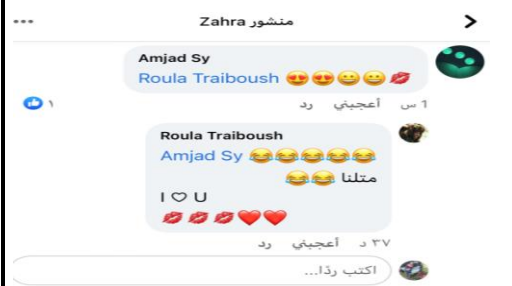 منشور Zahra
Amjad Sy
Roula Traiboush 😍😍😀😀💋
1 س أعجبني رد
١
Roula Traiboush
Amjad Sy 😂😂😂😂😂
متلنا 😂😂
I ♡ U
💋💋💋❤❤
٣٧ د أعجبني رد
اكتب ردًا...